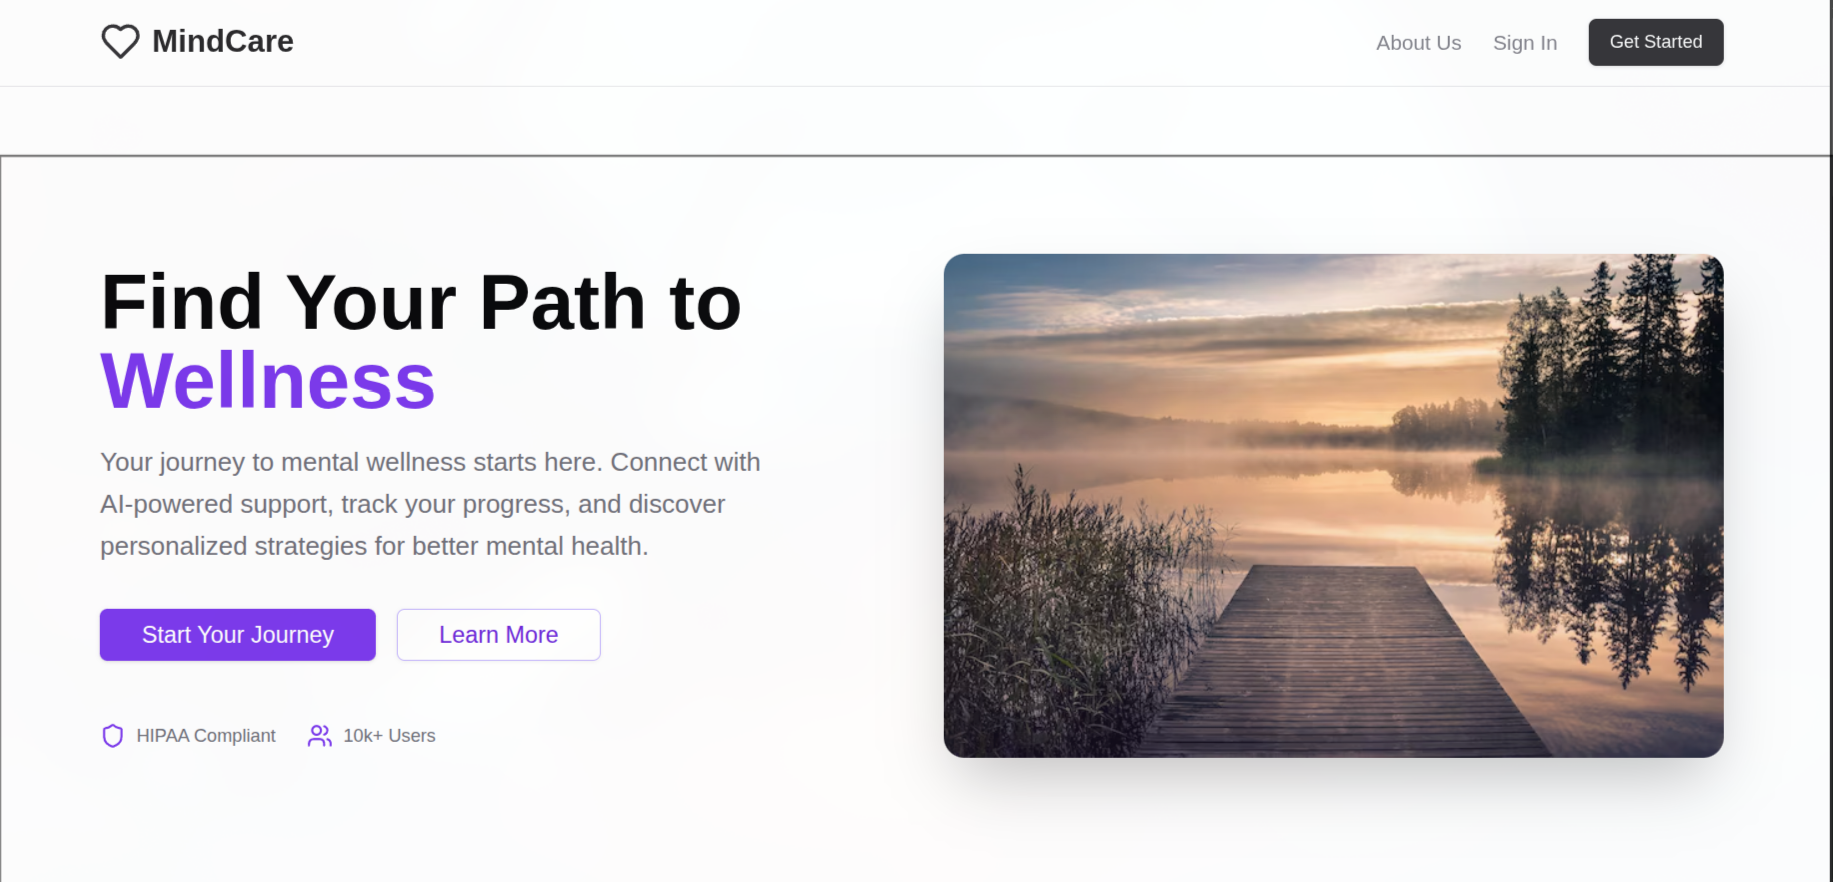 MindCare
About Us
Sign In
Get Started
Find Your Path to
Wellness
Your journey to mental wellness starts here. Connect with
AI-powered support, track your progress, and discover
personalized strategies for better mental health.
Start Your Journey
Learn More
HIPAA Compliant
10k+ Users